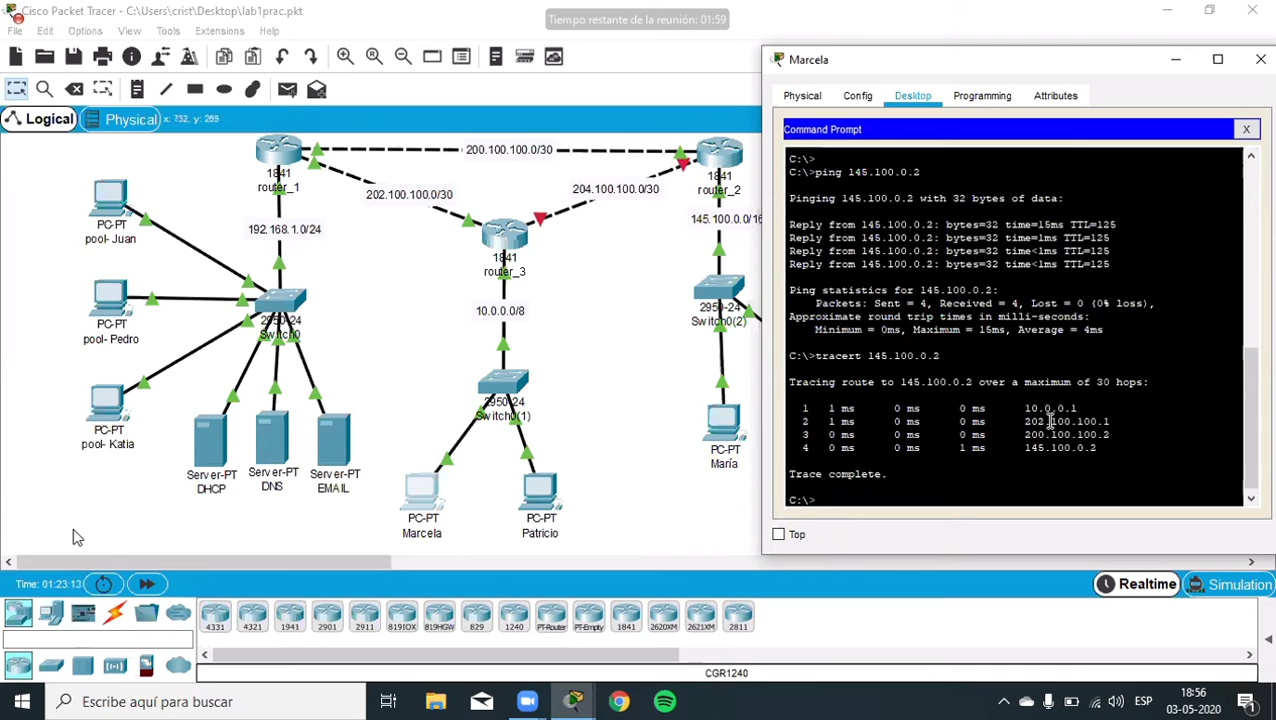 Cisco Packet Tracer - C:\Users\crist\Desktop\lab1prac.pkt
Tiempo restante de la reunión: 01:59
File Edit Options View Tools Extensions Help
Logical
Physical
x: 732, y: 289
200.100.100.0/30
1841
router_1
1841
router_2
202.100.100.0/30
204.100.100.0/30
PC-PT
pool- Juan
192.168.1.0/24
1841
router_3
145.100.0.0/16
PC-PT
pool- Pedro
2950-24
Switch0
10.0.0.0/8
2950-24
Switch0(2)
PC-PT
pool- Katia
2950-24
Switch0(1)
PC-PT
María
Server-PT
DHCP
Server-PT
DNS
Server-PT
EMAIL
PC-PT
Marcela
PC-PT
Patricio
Marcela
Physical Config Desktop Programming Attributes
Command Prompt
X
C:\>
C:\>ping 145.100.0.2
Pinging 145.100.0.2 with 32 bytes of data:
Reply from 145.100.0.2: bytes=32 time=15ms TTL=125
Reply from 145.100.0.2: bytes=32 time=1ms TTL=125
Reply from 145.100.0.2: bytes=32 time<1ms TTL=125
Reply from 145.100.0.2: bytes=32 time<1ms TTL=125
Ping statistics for 145.100.0.2:
Packets: Sent = 4, Received = 4, Lost = 0 (0% loss),
Approximate round trip times in milli-seconds:
Minimum = 0ms, Maximum = 15ms, Average = 4ms
C:\>tracert 145.100.0.2
Tracing route to 145.100.0.2 over a maximum of 30 hops:
1 1 ms 0 ms 0 ms 10.0.0.1
2 1 ms 0 ms 0 ms 202.100.100.1
3 0 ms 0 ms 0 ms 200.100.100.2
4 0 ms 0 ms 1 ms 145.100.0.2
Trace complete.
C:\>
Top
Time: 01:23:13
Realtime
Simulation
4331 4321 1941 2901 2911 819IOX 819HGW 829 1240 PT-Router PT-Empty 1841 2620XM 2621XM 2811
CGR1240
Escribe aquí para buscar
ESP
18:56
03-05-2020
1